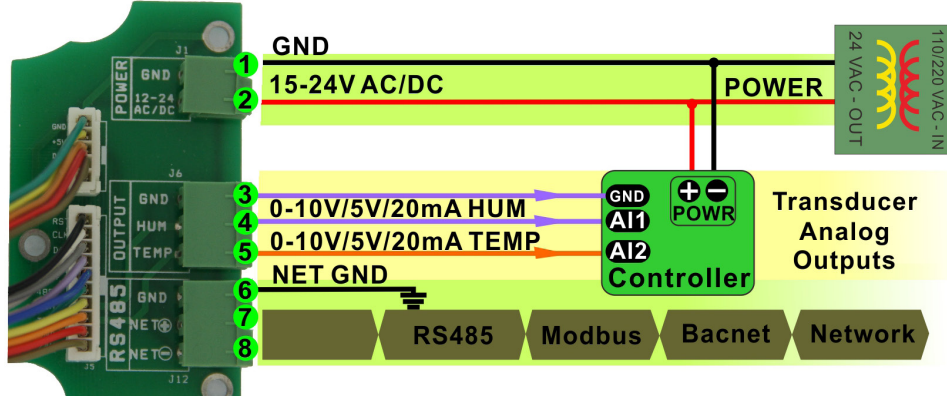 J1
POWER
GND
12-24
AC/DC
1
2
GND
15-24V AC/DC
POWER
24 VAC - OUT
110/220 VAC - IN
GND
+5V
J6
OUTPUT
GND
HUM
TEMP
3
4
5
0-10V/5V/20mA HUM
0-10V/5V/20mA TEMP
GND
AI1
AI2
POWR
Controller
Transducer
Analog
Outputs
RS485
GND
NET⊕
NET⊖
J5
J12
6
7
8
NET GND
RS485
Modbus
Bacnet
Network